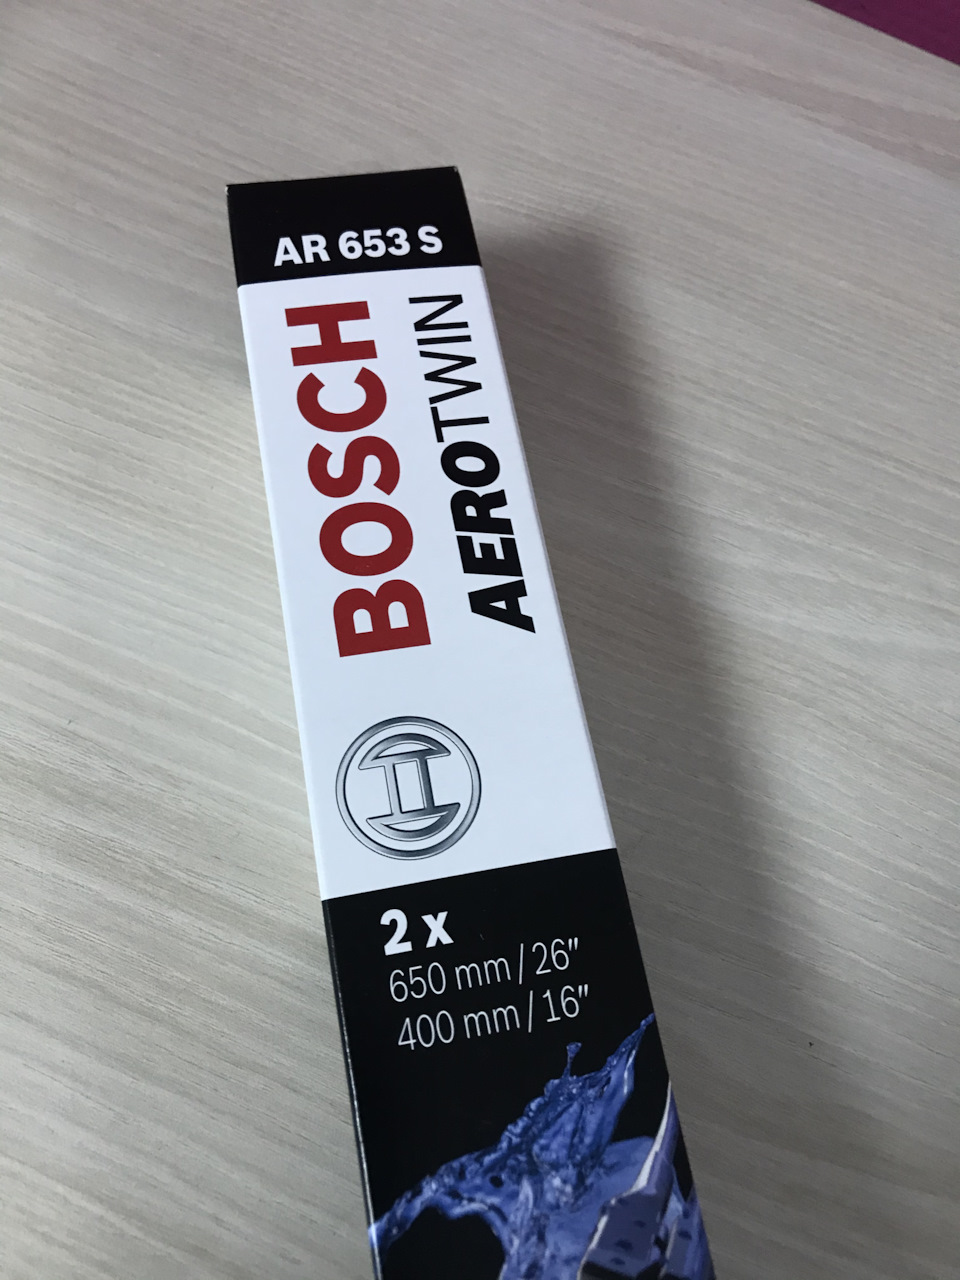 AR 653 S
BOSCH
AEROTWIN
2 x
650 mm / 26"
400 mm / 16"